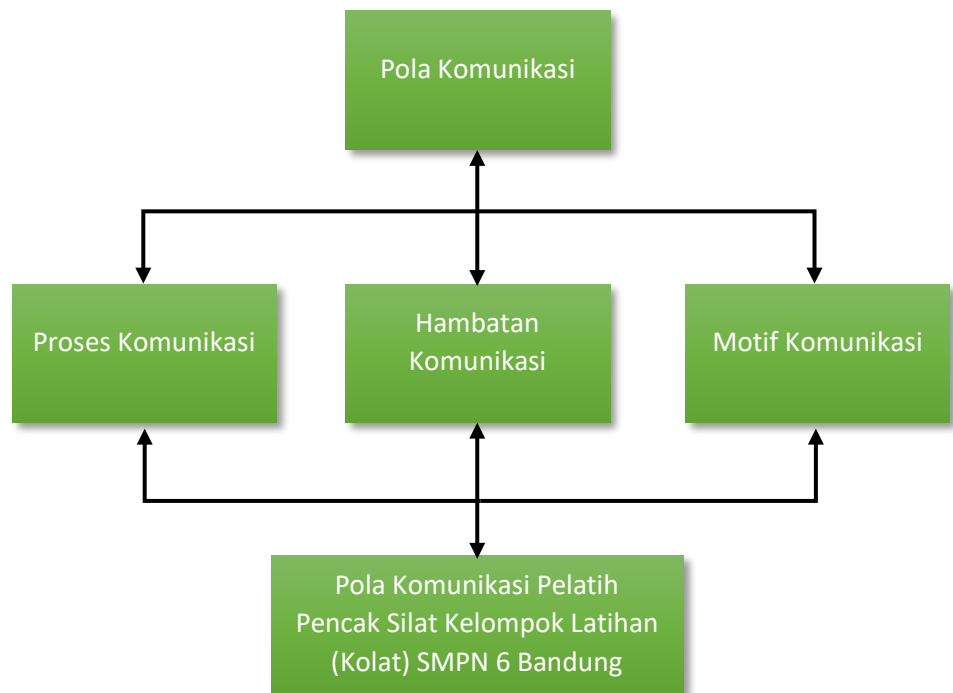 Pola Komunikasi
Proses Komunikasi
Hambatan
Komunikasi
Motif Komunikasi
Pola Komunikasi Pelatih
Pencak Silat Kelompok Latihan
(Kolat) SMPN 6 Bandung